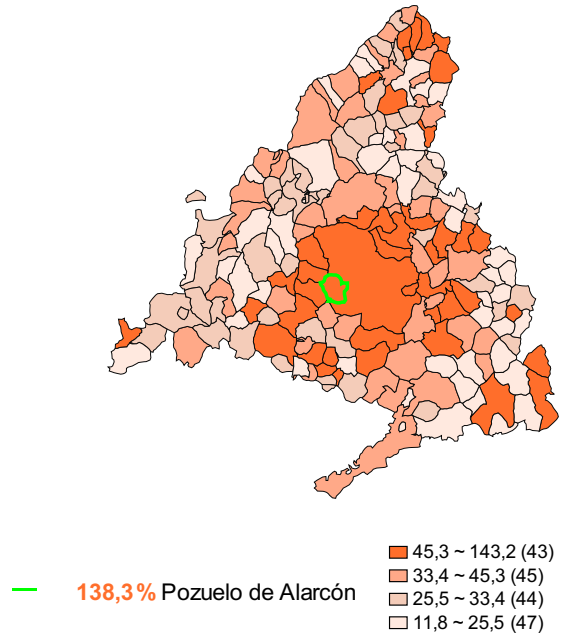 138,3% Pozuelo de Alarcón
45,3 ~ 143,2 (43)
33,4 ~ 45,3 (45)
25,5 ~ 33,4 (44)
11,8 ~ 25,5 (47)